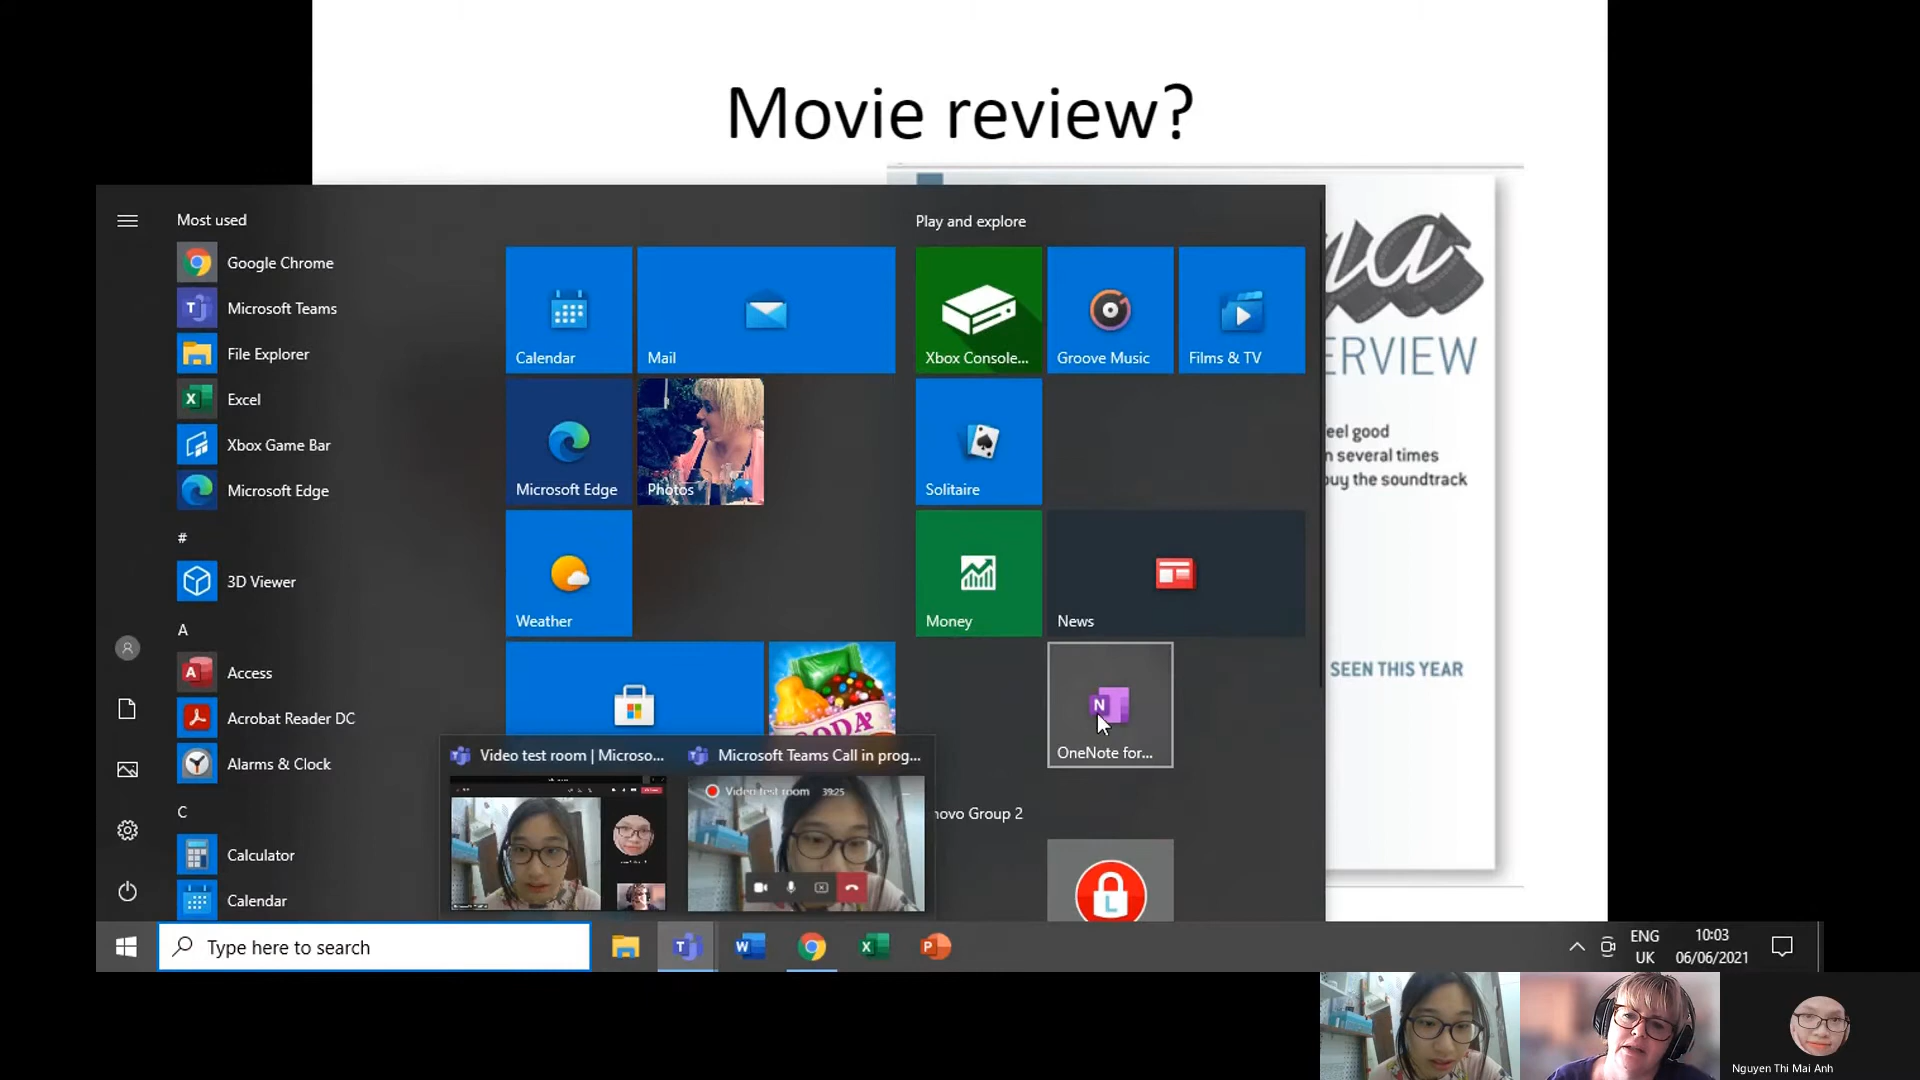 Movie review?
ERVIEW
eel good
n several times
buy the soundtrack
SEEN THIS YEAR
Most used
Google Chrome
Microsoft Teams
File Explorer
Excel
Xbox Game Bar
Microsoft Edge
#
3D Viewer
A
Access
Acrobat Reader DC
Alarms & Clock
C
Calculator
Calendar
Calendar
Mail
Microsoft Edge
Photos
Weather
SODA
Play and explore
Xbox Console...
Groove Music
Films & TV
Solitaire
Money
News
OneNote for...
novo Group 2
L
Video test room | Microso...
Microsoft Teams Call in prog...
Video test room 39:25
Type here to search
ENG
UK
10:03
06/06/2021
Nguyen Thi Mai Anh